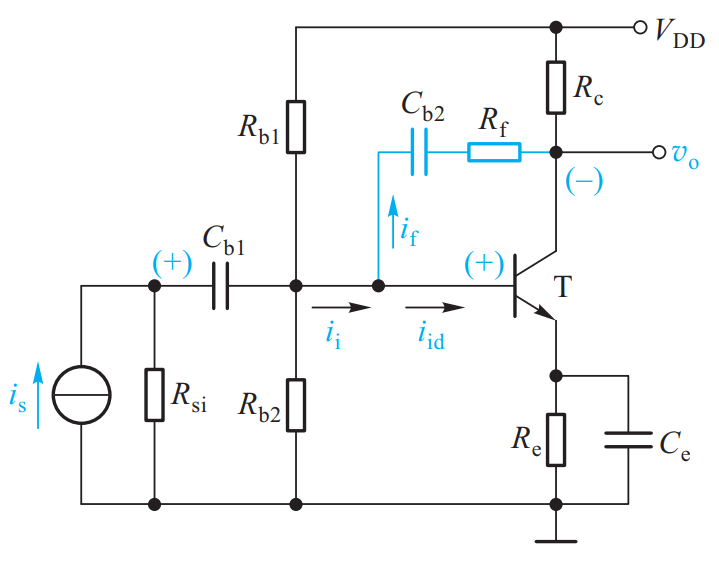 V_DD
R_c
C_b2
R_f
R_b1
v_o
(−)
i_f
C_b1
(+)
(+)
T
i_i
i_id
i_s
R_si
R_b2
R_e
C_e